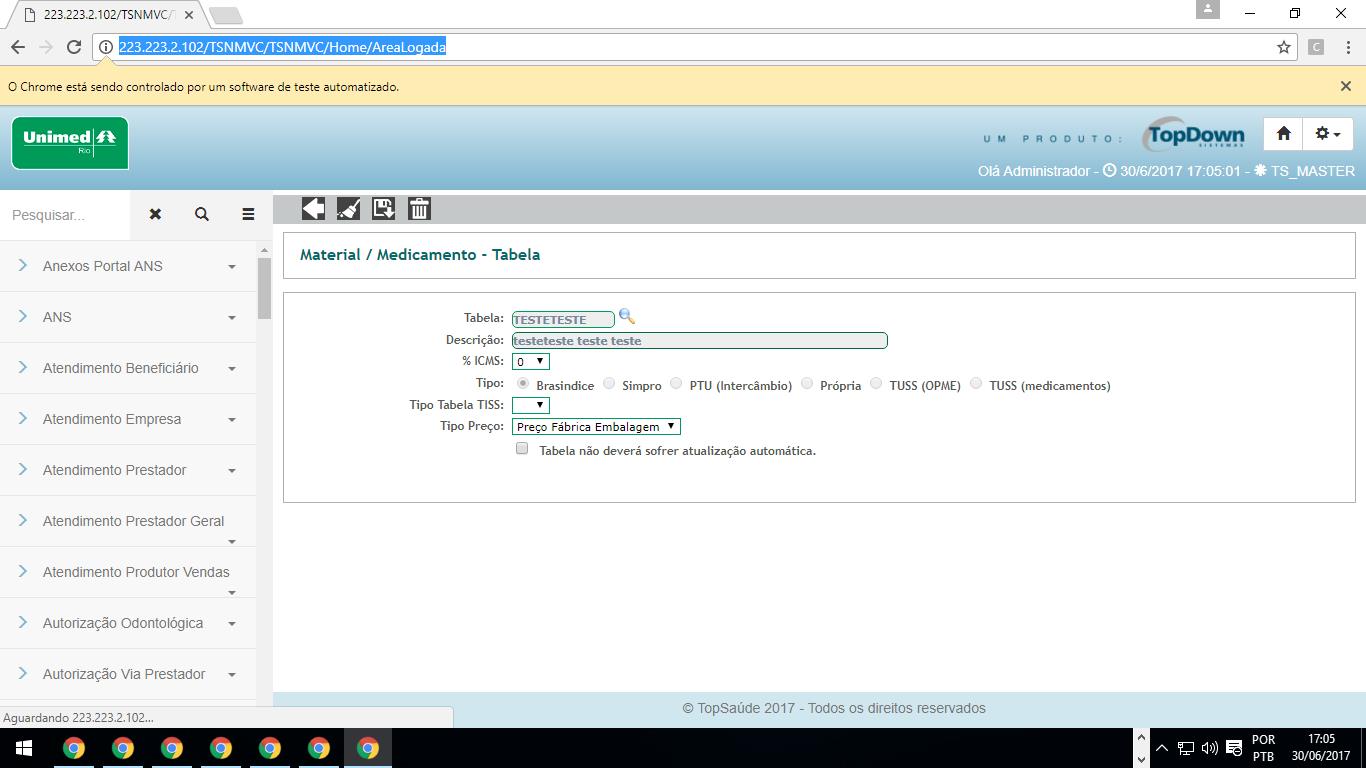 223.223.2.102/TSNMVC/T
223.223.2.102/TSNMVC/TSNMVC/Home/AreaLogada
C
O Chrome está sendo controlado por um software de teste automatizado.
Unimed
Rio
UM PRODUTO:
TopDown
SISTEMAS
Olá Administrador - 30/6/2017 17:05:01 - TS_MASTER
Pesquisar...
Anexos Portal ANS
ANS
Atendimento Beneficiário
Atendimento Empresa
Atendimento Prestador
Atendimento Prestador Geral
Atendimento Produtor Vendas
Autorização Odontológica
Autorização Via Prestador
Material / Medicamento - Tabela
Tabela: TESTETESTE
Descrição: testeteste teste teste
% ICMS: 0
Tipo: Brasindice Simpro PTU (Intercâmbio) Própria TUSS (OPME) TUSS (medicamentos)
Tipo Tabela TISS:
Tipo Preço: Preço Fábrica Embalagem
Tabela não deverá sofrer atualização automática.
© TopSaúde 2017 - Todos os direitos reservados
Aguardando 223.223.2.102...
POR
PTB
17:05
30/06/2017